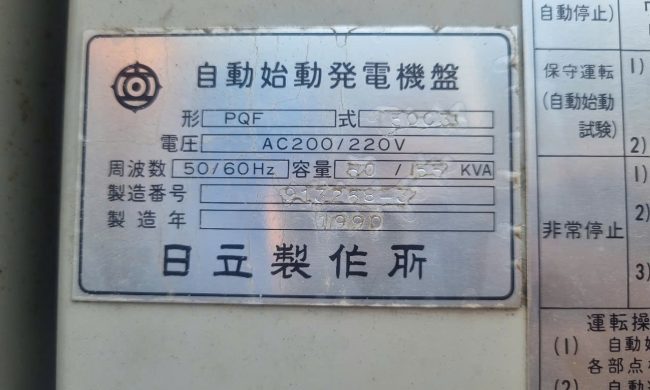 自動始動発電機盤
形 PQF 式
電圧 AC200/220V
周波数 50/60Hz 容量 KVA
製造番号
製造年 1990
日立製作所
自動停止)
保守運転
(自動始動
試験)
1)
2)
非常停止
1)
2)
3)
運転操
(1) 自動始
各部点検
(2) 自動